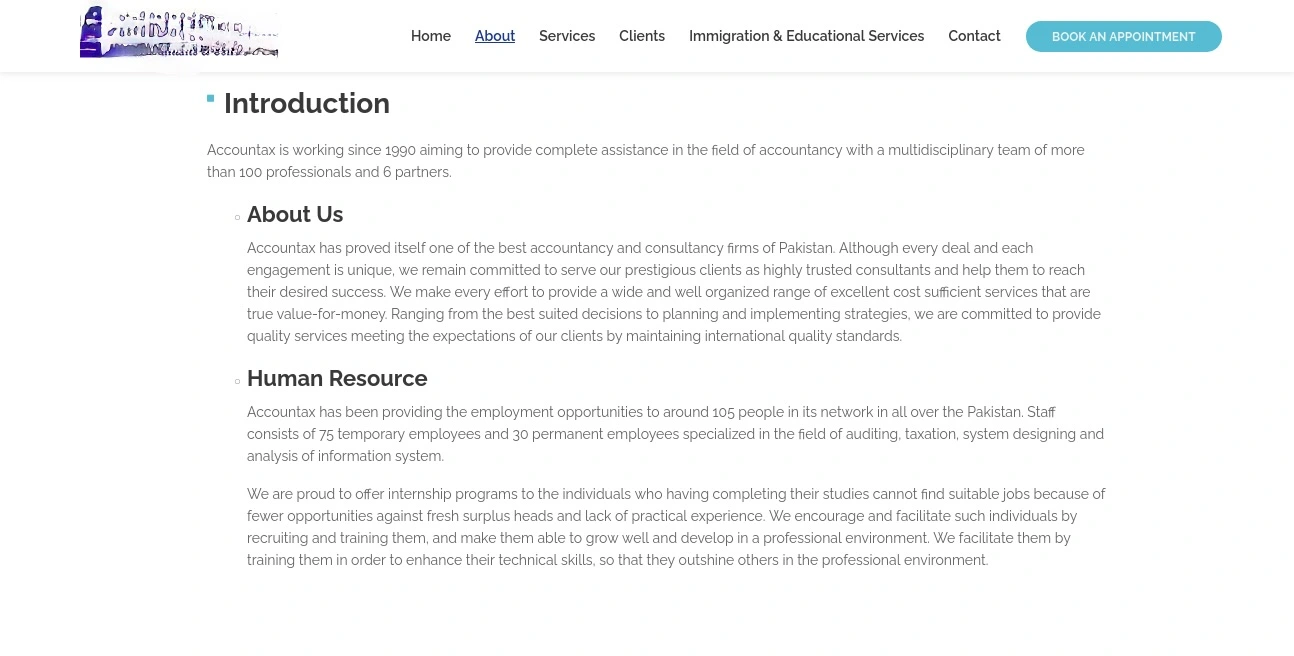 Home About Services Clients Immigration & Educational Services Contact BOOK AN APPOINTMENT
Introduction
Accountax is working since 1990 aiming to provide complete assistance in the field of accountancy with a multidisciplinary team of more
than 100 professionals and 6 partners.
About Us
Accountax has proved itself one of the best accountancy and consultancy firms of Pakistan. Although every deal and each
engagement is unique, we remain committed to serve our prestigious clients as highly trusted consultants and help them to reach
their desired success. We make every effort to provide a wide and well organized range of excellent cost sufficient services that are
true value-for-money. Ranging from the best suited decisions to planning and implementing strategies, we are committed to provide
quality services meeting the expectations of our clients by maintaining international quality standards.
Human Resource
Accountax has been providing the employment opportunities to around 105 people in its network in all over the Pakistan. Staff
consists of 75 temporary employees and 30 permanent employees specialized in the field of auditing, taxation, system designing and
analysis of information system.
We are proud to offer internship programs to the individuals who having completing their studies cannot find suitable jobs because of
fewer opportunities against fresh surplus heads and lack of practical experience. We encourage and facilitate such individuals by
recruiting and training them, and make them able to grow well and develop in a professional environment. We facilitate them by
training them in order to enhance their technical skills, so that they outshine others in the professional environment.